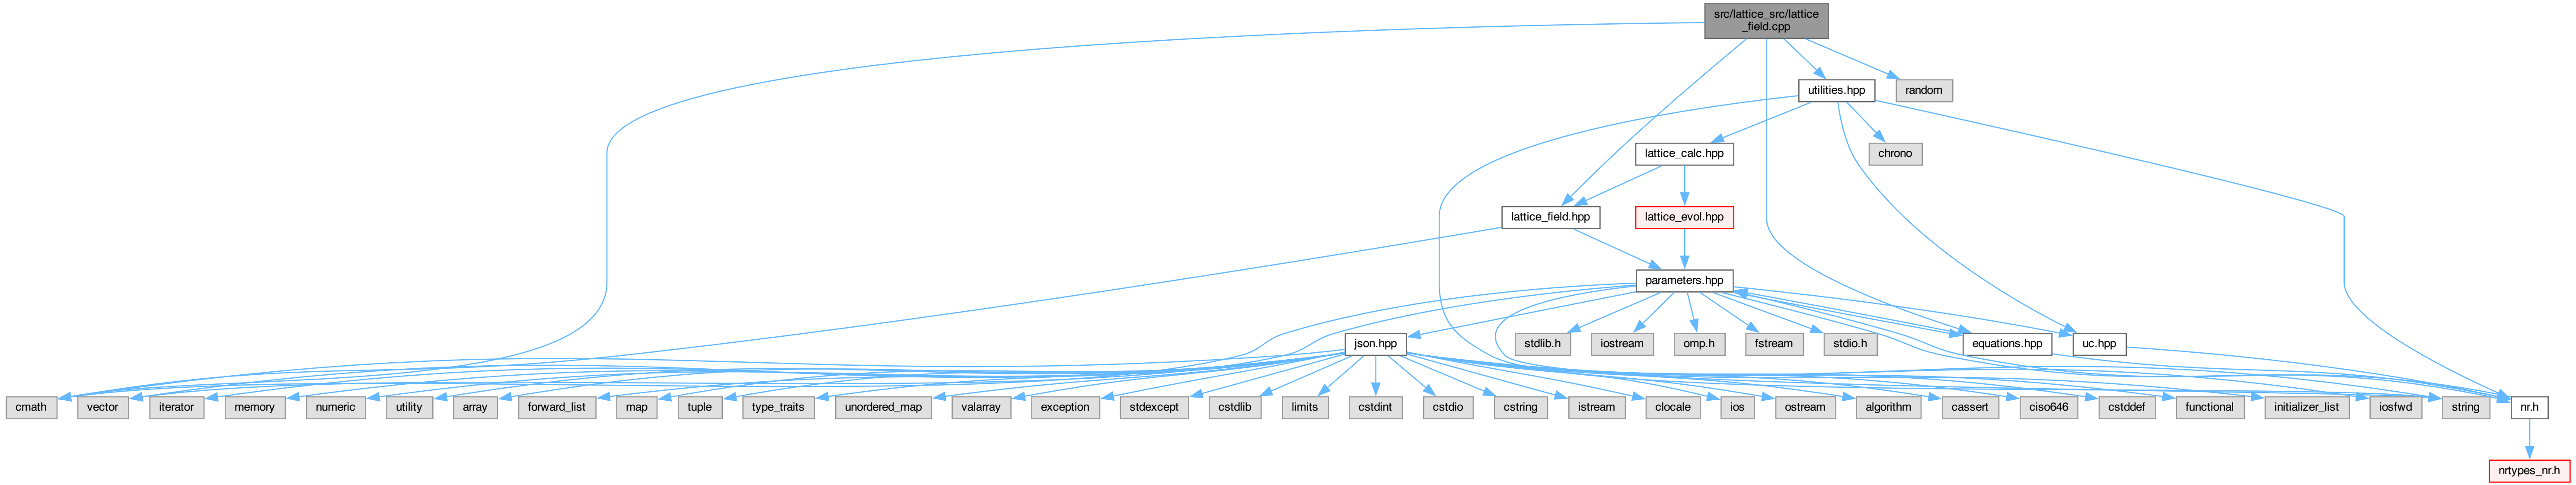 src/lattice_src/lattice
_field.cpp
utilities.hpp
random
lattice_calc.hpp
chrono
lattice_field.hpp
lattice_evol.hpp
parameters.hpp
json.hpp
stdlib.h
iostream
omp.h
fstream
stdio.h
equations.hpp
uc.hpp
cmath
vector
iterator
memory
numeric
utility
array
forward_list
map
tuple
type_traits
unordered_map
valarray
exception
stdexcept
cstdlib
limits
cstdint
cstdio
cstring
istream
clocale
ios
ostream
algorithm
cassert
ciso646
cstddef
functional
initializer_list
iosfwd
string
nr.h
nrtypes_nr.h